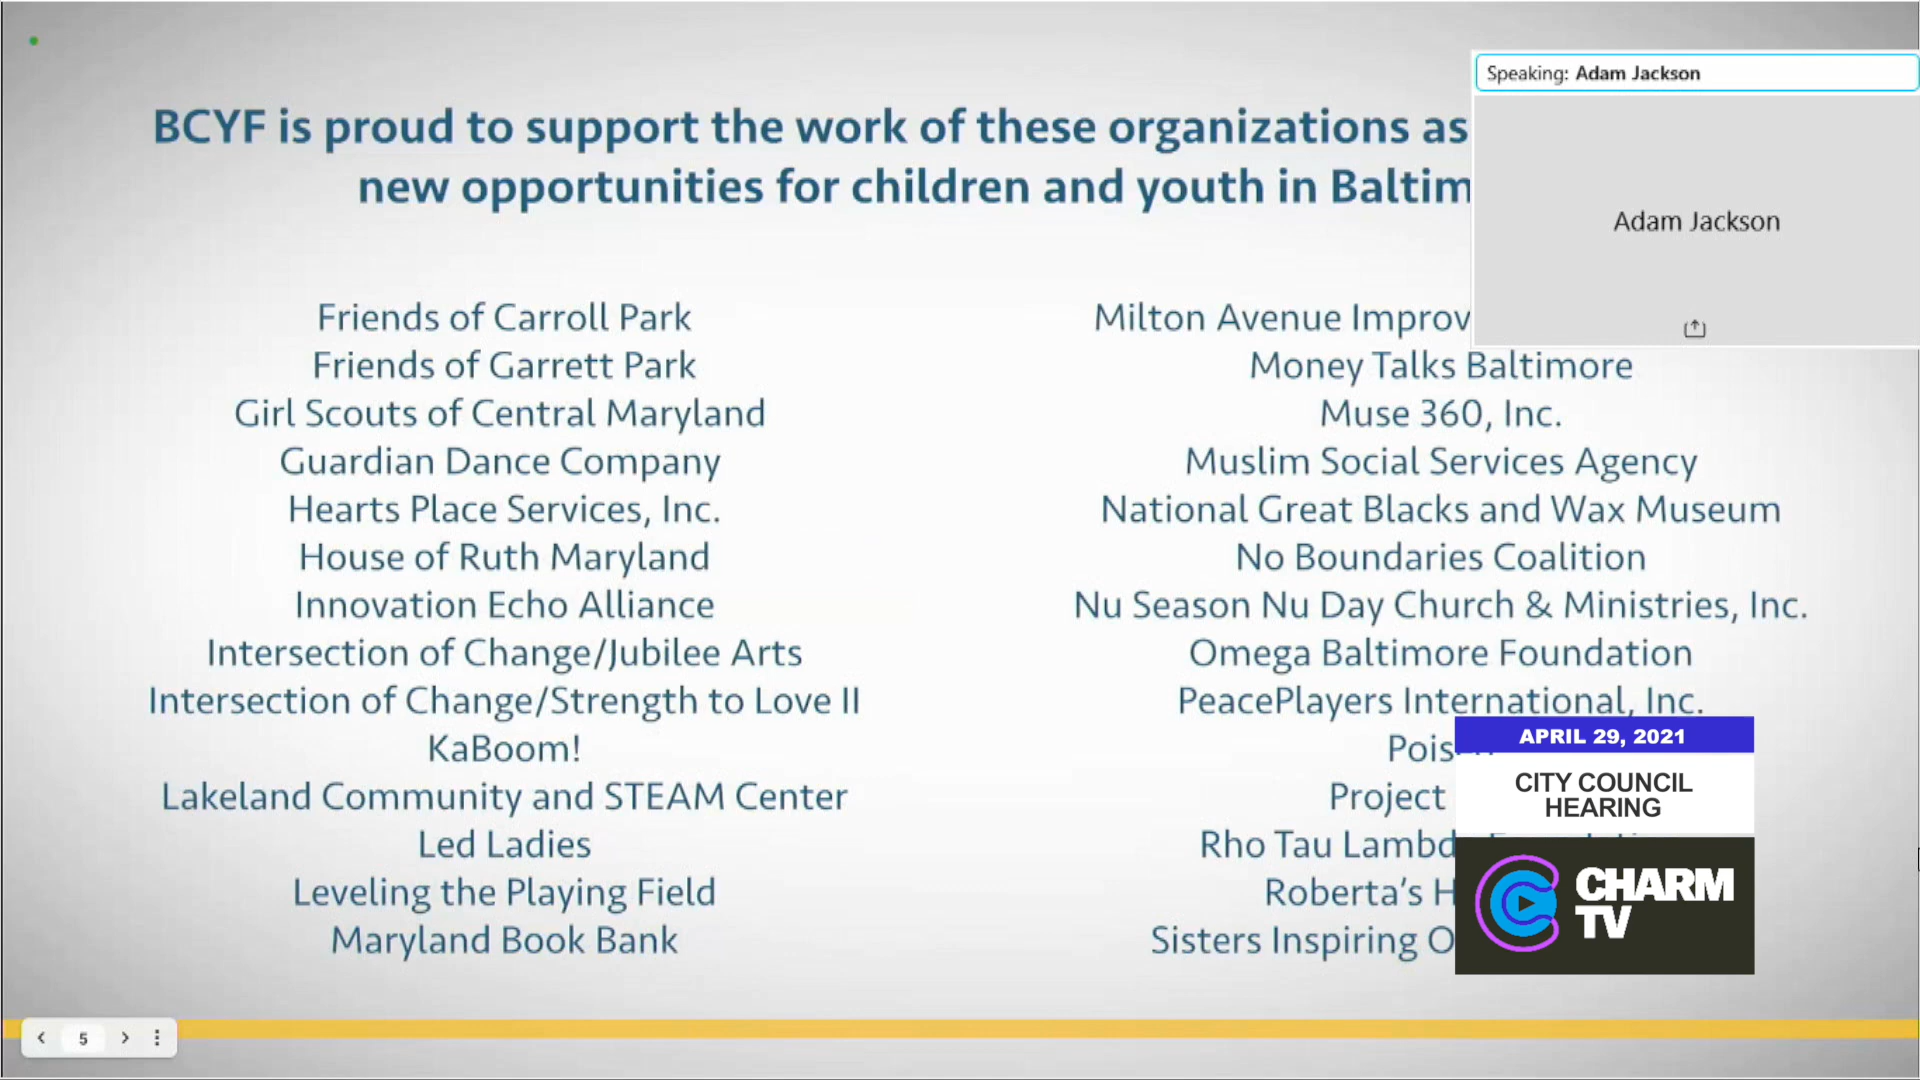 Speaking: Adam Jackson
Adam Jackson
BCYF is proud to support the work of these organizations as
new opportunities for children and youth in
Friends of Carroll Park
Friends of Garrett Park
Girl Scouts of Central Maryland
Guardian Dance Company
Hearts Place Services, Inc.
House of Ruth Maryland
Innovation Echo Alliance
Intersection of Change/Jubilee Arts
Intersection of Change/Strength to Love II
KaBoom!
Lakeland Community and STEAM Center
Led Ladies
Leveling the Playing Field
Maryland Book Bank
Milton Avenue
Money Talks Baltimore
Muse 360, Inc.
Muslim Social Services Agency
National Great Blacks and Wax Museum
No Boundaries Coalition
Nu Season Nu Day Church & Ministries, Inc.
Omega Baltimore Foundation
PeacePlayers International, Inc.
Project
Rho Tau
Roberta's
Sisters Inspiring
APRIL 29, 2021
CITY COUNCIL
HEARING
CHARM
TV
5